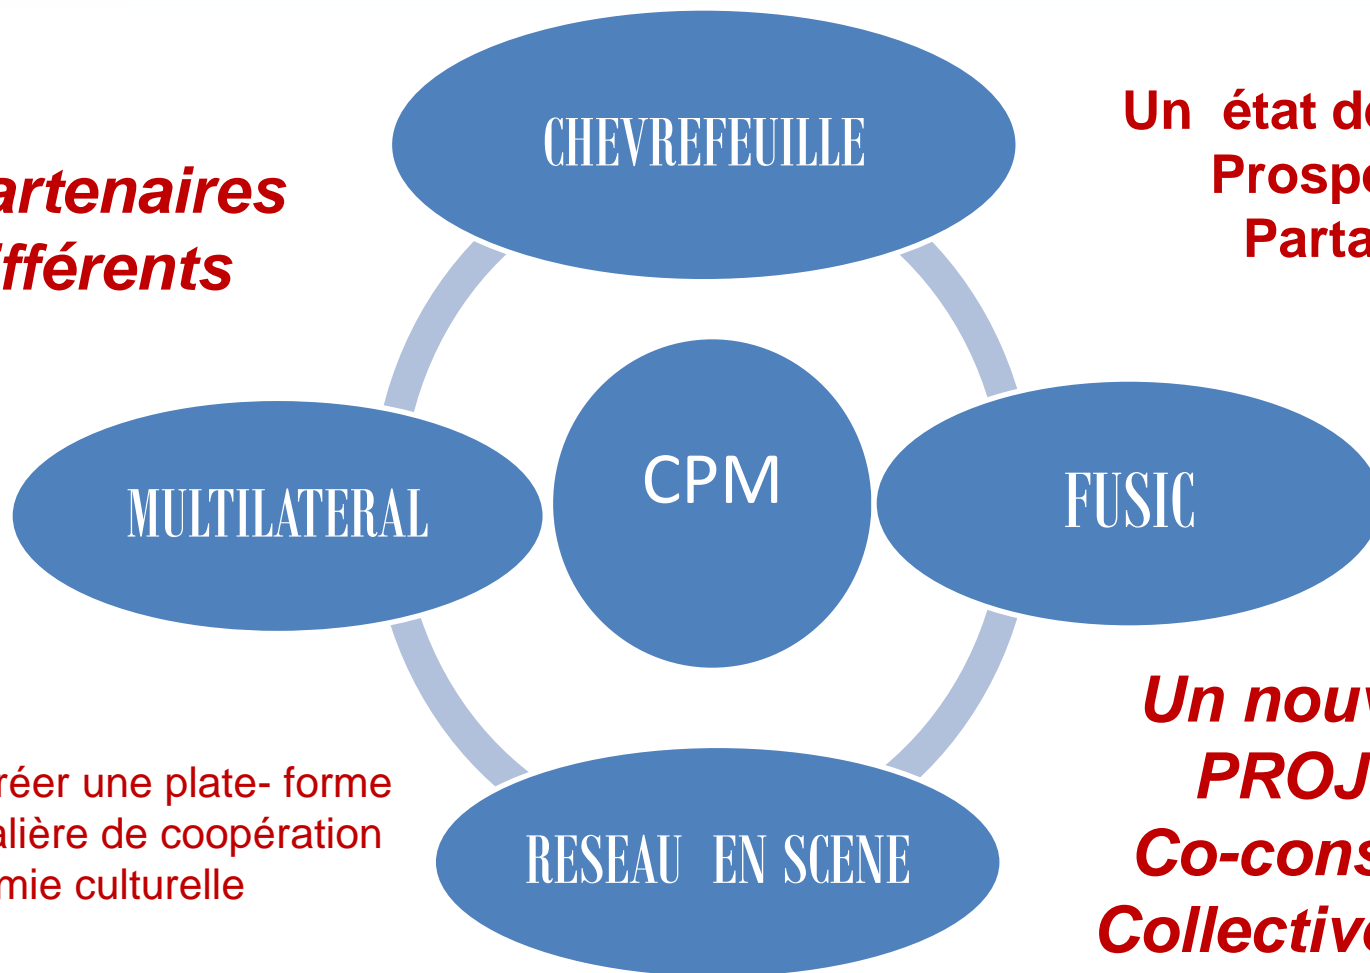 CHEVREFEUILLE
Un état de
Prospe
Parta
artenaires
ifférents
CPM
MULTILATERAL
FUSIC
Un nouv
PROJ
Co-cons
Collective
réer une plate- forme
alière de coopération
mie culturelle
RESEAU EN SCENE